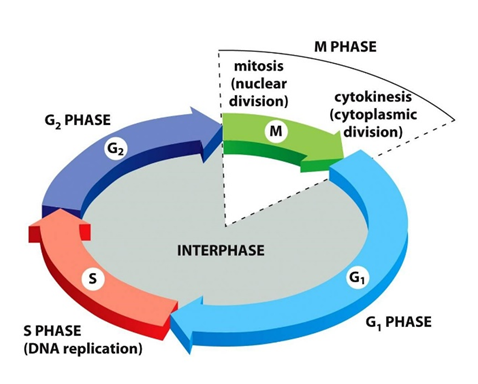 M PHASE
mitosis
(nuclear
division)
cytokinesis
(cytoplasmic
division)
G₂ PHASE
G₂
M
INTERPHASE
S
G₁
S PHASE
(DNA replication)
G₁ PHASE